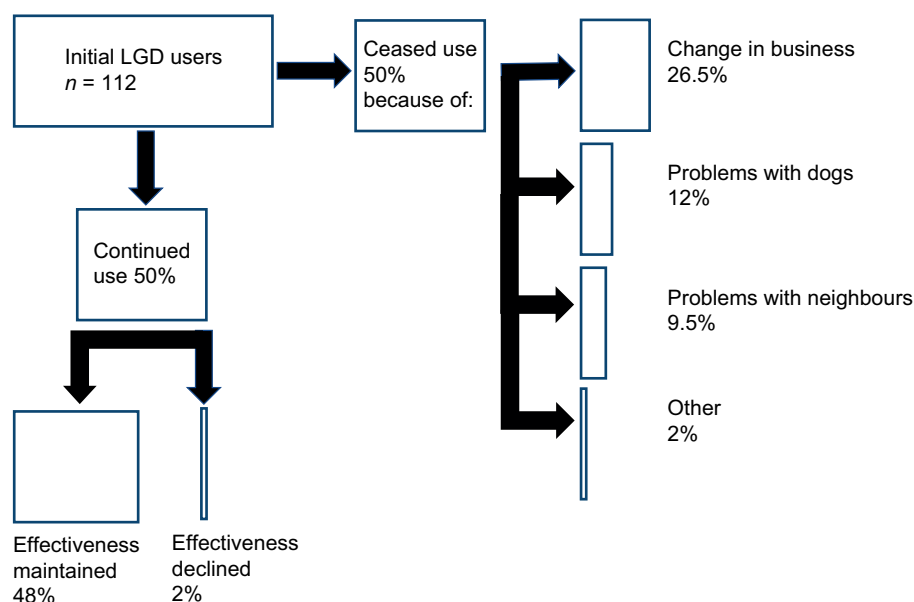 Initial LGD users
n = 112
Ceased use
50%
because of:
Change in business
26.5%
Problems with dogs
12%
Problems with neighbours
9.5%
Other
2%
Continued
use 50%
Effectiveness
maintained
48%
Effectiveness
declined
2%